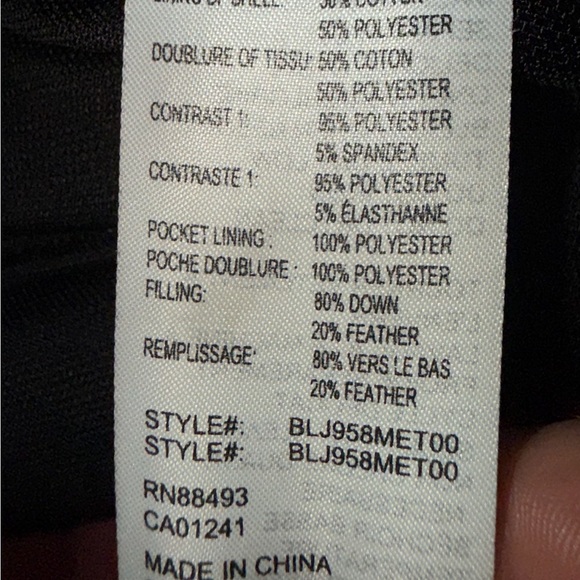 50% POLYESTER
DOUBLURE OF TISSU: 50% COTON
50% POLYESTER
CONTRAST 1: 95% POLYESTER
5% SPANDEX
CONTRASTE 1: 95% POLYESTER
5% ÉLASTHANNE
POCKET LINING : 100% POLYESTER
POCHE DOUBLURE : 100% POLYESTER
FILLING: 80% DOWN
20% FEATHER
REMPLISSAGE: 80% VERS LE BAS
20% FEATHER
STYLE#: BLJ958MET00
STYLE#: BLJ958MET00
RN88493
CA01241
MADE IN CHINA